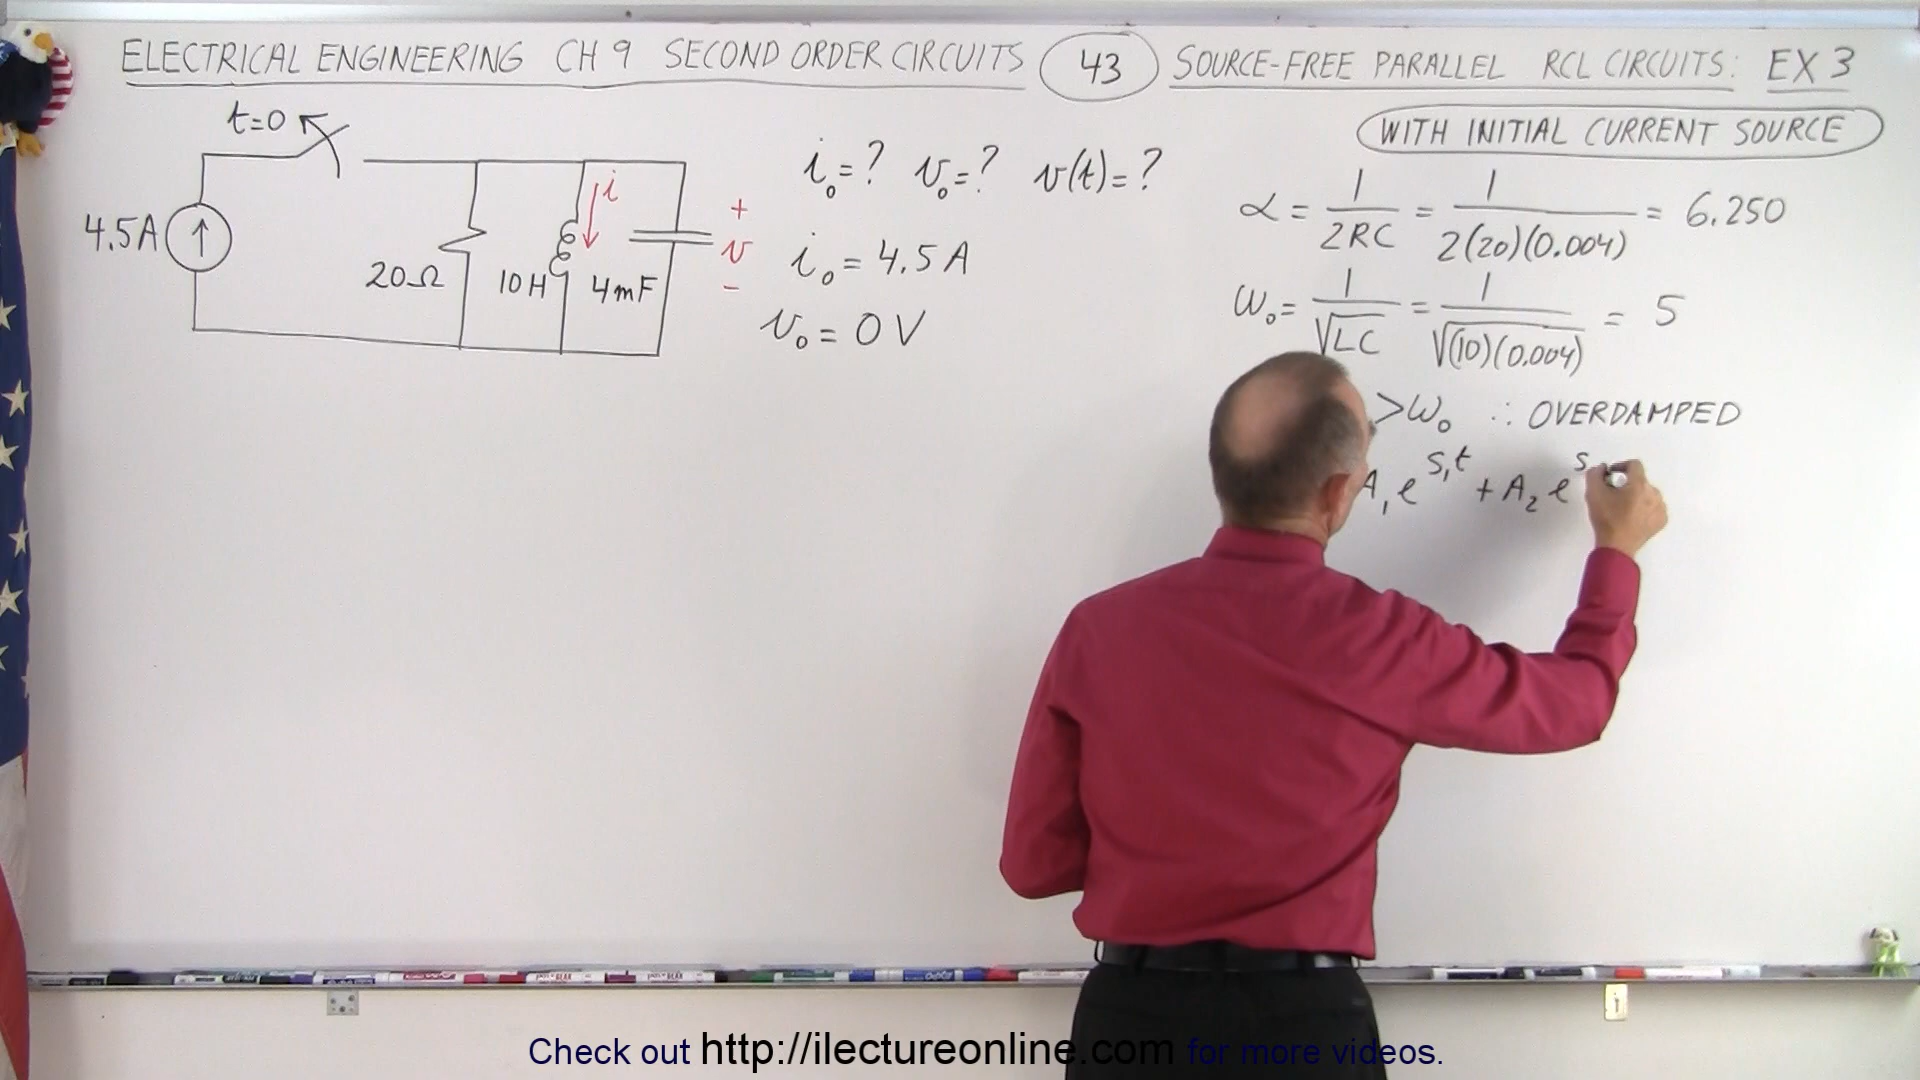 ELECTRICAL ENGINEERING CH 9 SECOND ORDER CIRCUITS 43 SOURCE-FREE PARALLEL RCL CIRCUITS: EX 3
WITH INITIAL CURRENT SOURCE
t=0
4.5A
20Ω
10H
4mF
i
+
v
-
i₀=? v₀=? v(t)=?
i₀ = 4.5 A
v₀ = 0 V
α = 1/2RC = 1/2(20)(0.004) = 6.250
ω₀ = 1/√LC = 1/√(10)(0.004) = 5
>ω₀ ∴ OVERDAMPED
A₁ e^s₁t + A₂ e^s
Check out http://ilectureonline.com for more videos.